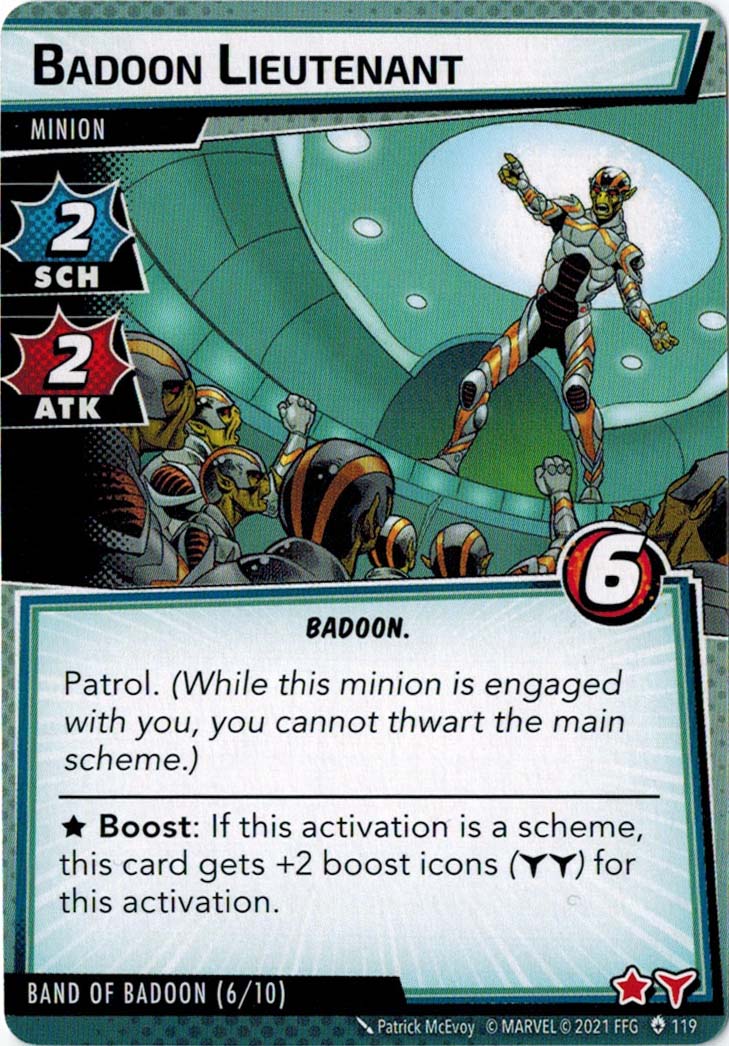 BADOON LIEUTENANT
MINION
2
SCH
2
ATK
6
BADOON.
Patrol. (While this minion is engaged
with you, you cannot thwart the main
scheme.)
★ Boost: If this activation is a scheme,
this card gets +2 boost icons () for
this activation.
BAND OF BADOON (6/10)
Patrick McEvoy © MARVEL © 2021 FFG 119